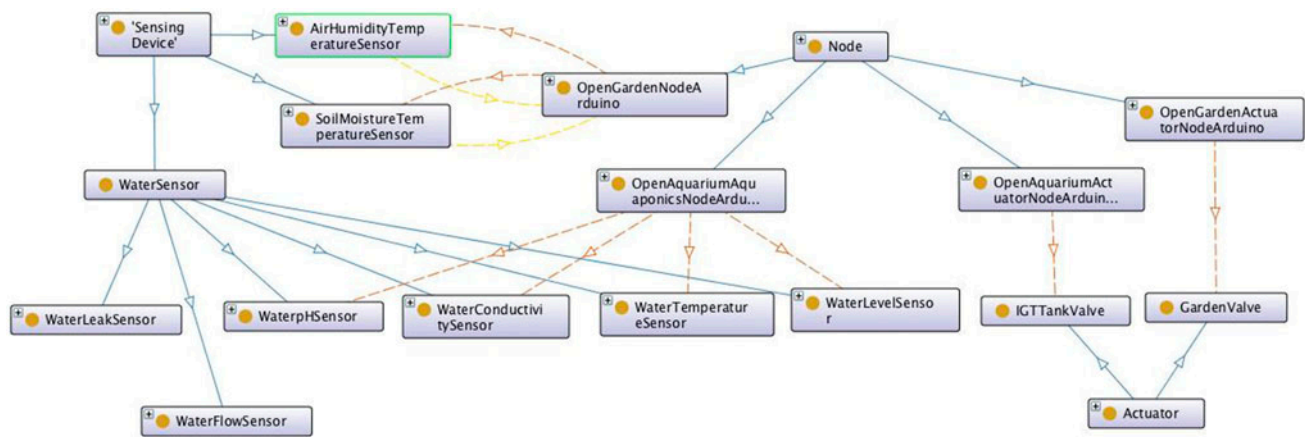 'Sensing
Device'
AirHumidityTemp
eratureSensor
Node
OpenGardenNodeA
rduino
SoilMoistureTem
peratureSensor
OpenGardenActua
torNodeArduino
WaterSensor
OpenAquariumAqu
aponicsNodeArdu...
OpenAquariumAct
uatorNodeArduin...
WaterLeakSensor
WaterpHSensor
WaterConductivi
tySensor
WaterTemperatur
eSensor
WaterLevelSenso
r
IGTTankValve
GardenValve
WaterFlowSensor
Actuator